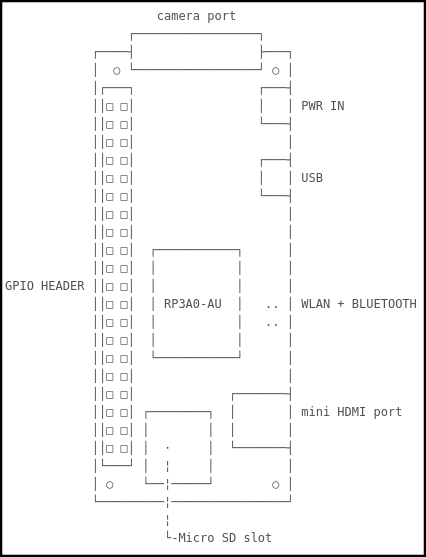 camera port
PWR IN
USB
GPIO HEADER
RP3A0-AU
WLAN + BLUETOOTH
mini HDMI port
-Micro SD slot